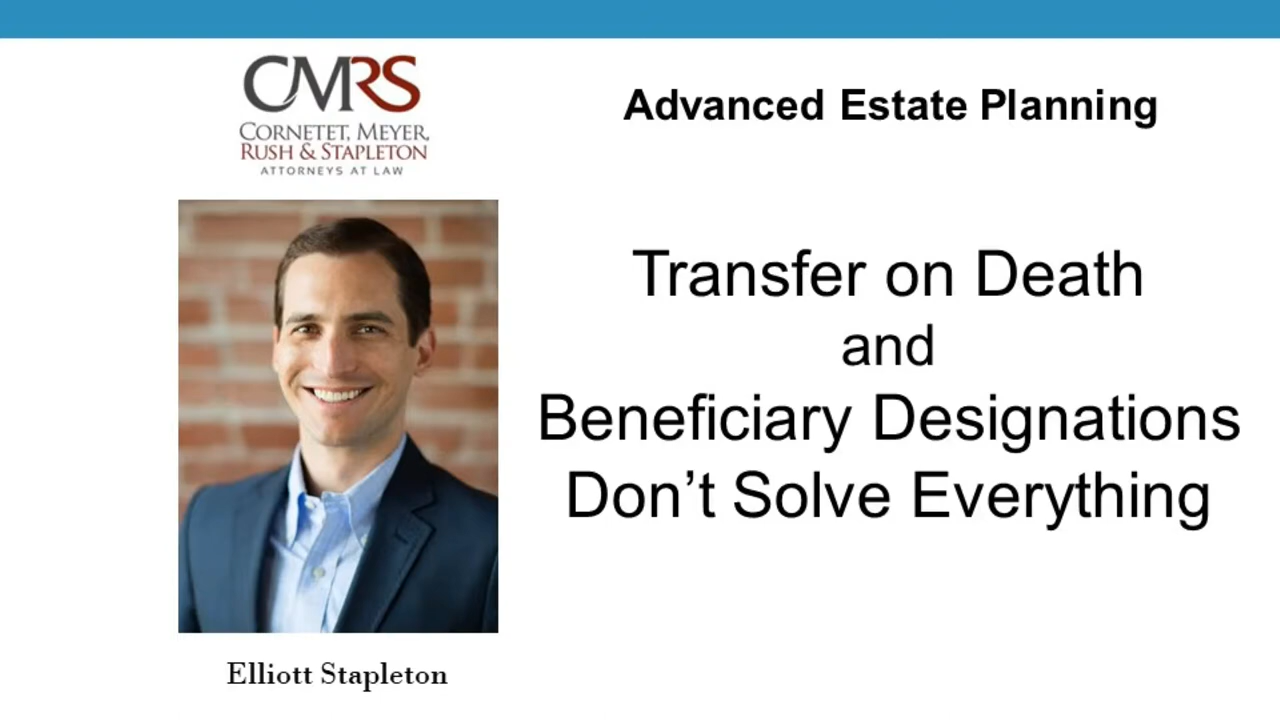 CMRS
CORNETET, MEYER,
RUSH & STAPLETON
ATTORNEYS AT LAW
Advanced Estate Planning
Transfer on Death
and
Beneficiary Designations
Don’t Solve Everything
Elliott Stapleton